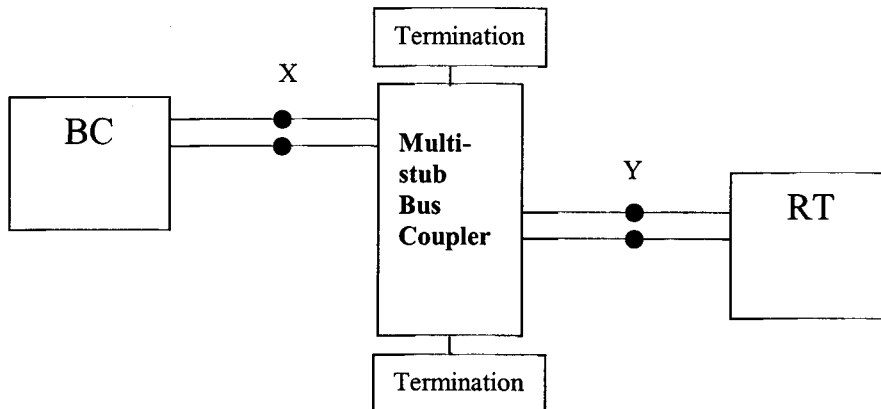 Termination
X
BC
Multi-
stub
Bus
Coupler
Y
RT
Termination